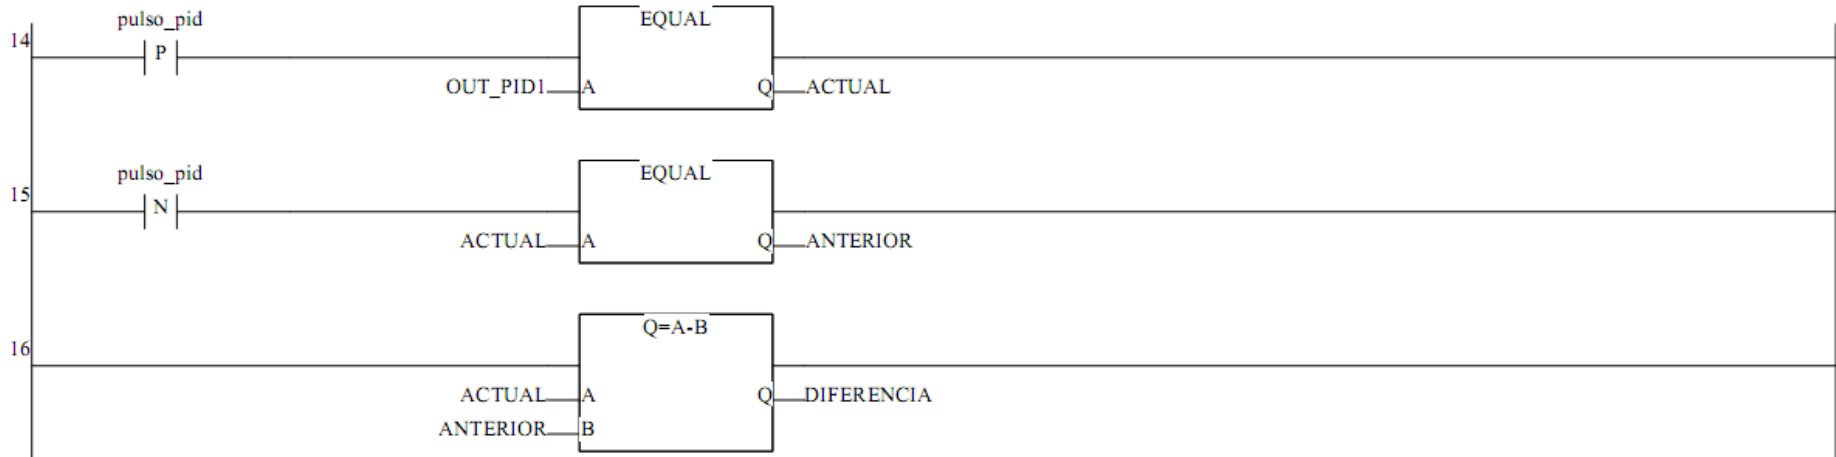 pulso_pid
EQUAL
14
P
OUT_PID1 A Q ACTUAL
pulso_pid
EQUAL
15
N
ACTUAL A Q ANTERIOR
Q=A-B
16
ACTUAL A Q DIFERENCIA
ANTERIOR B